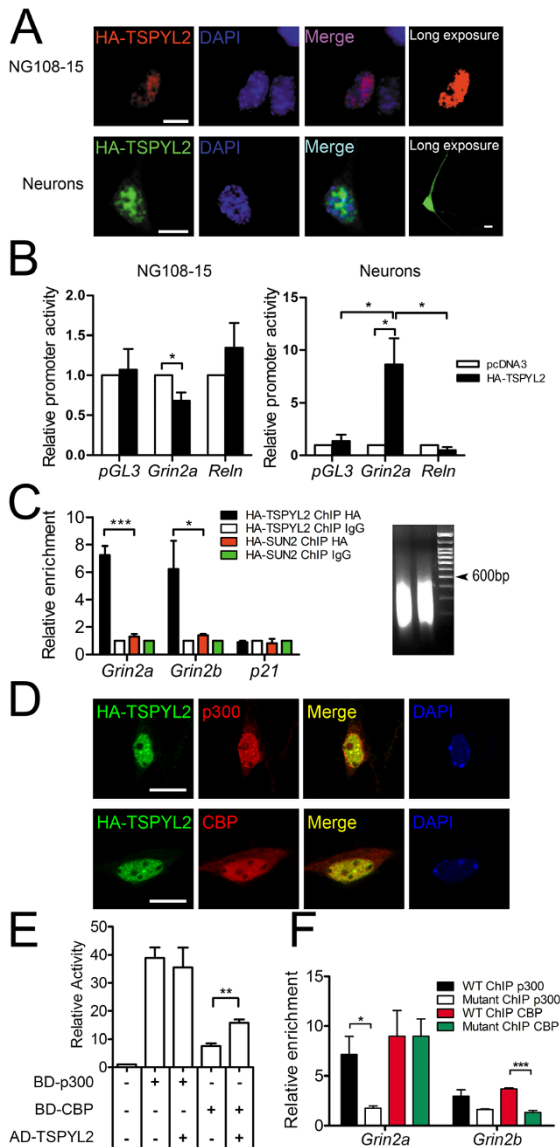 A
HA-TSPYL2 DAPI Merge Long exposure
NG108-15
HA-TSPYL2 DAPI Merge Long exposure
Neurons
B
NG108-15
Relative promoter activity
2.0
1.5
1.0
0.5
0.0
*
pGL3 Grin2a Reln
Neurons
Relative promoter activity
15
10
5
0
* *
*
pGL3 Grin2a Reln
pcDNA3
HA-TSPYL2
C
Relative enrichment
10
8
6
4
2
0
*** *
HA-TSPYL2 ChIP HA
HA-TSPYL2 ChIP IgG
HA-SUN2 ChIP HA
HA-SUN2 ChIP IgG
Grin2a Grin2b p21
600bp
D
HA-TSPYL2 p300 Merge DAPI
HA-TSPYL2 CBP Merge DAPI
E
Relative Activity
50
40
30
20
10
0
**
BD-p300 - + + - -
BD-CBP - - - + +
AD-TSPYL2 - - + - +
F
Relative enrichment
15
10
5
0
WT ChIP p300
Mutant ChIP p300
WT ChIP CBP
Mutant ChIP CBP
* ***
Grin2a Grin2b